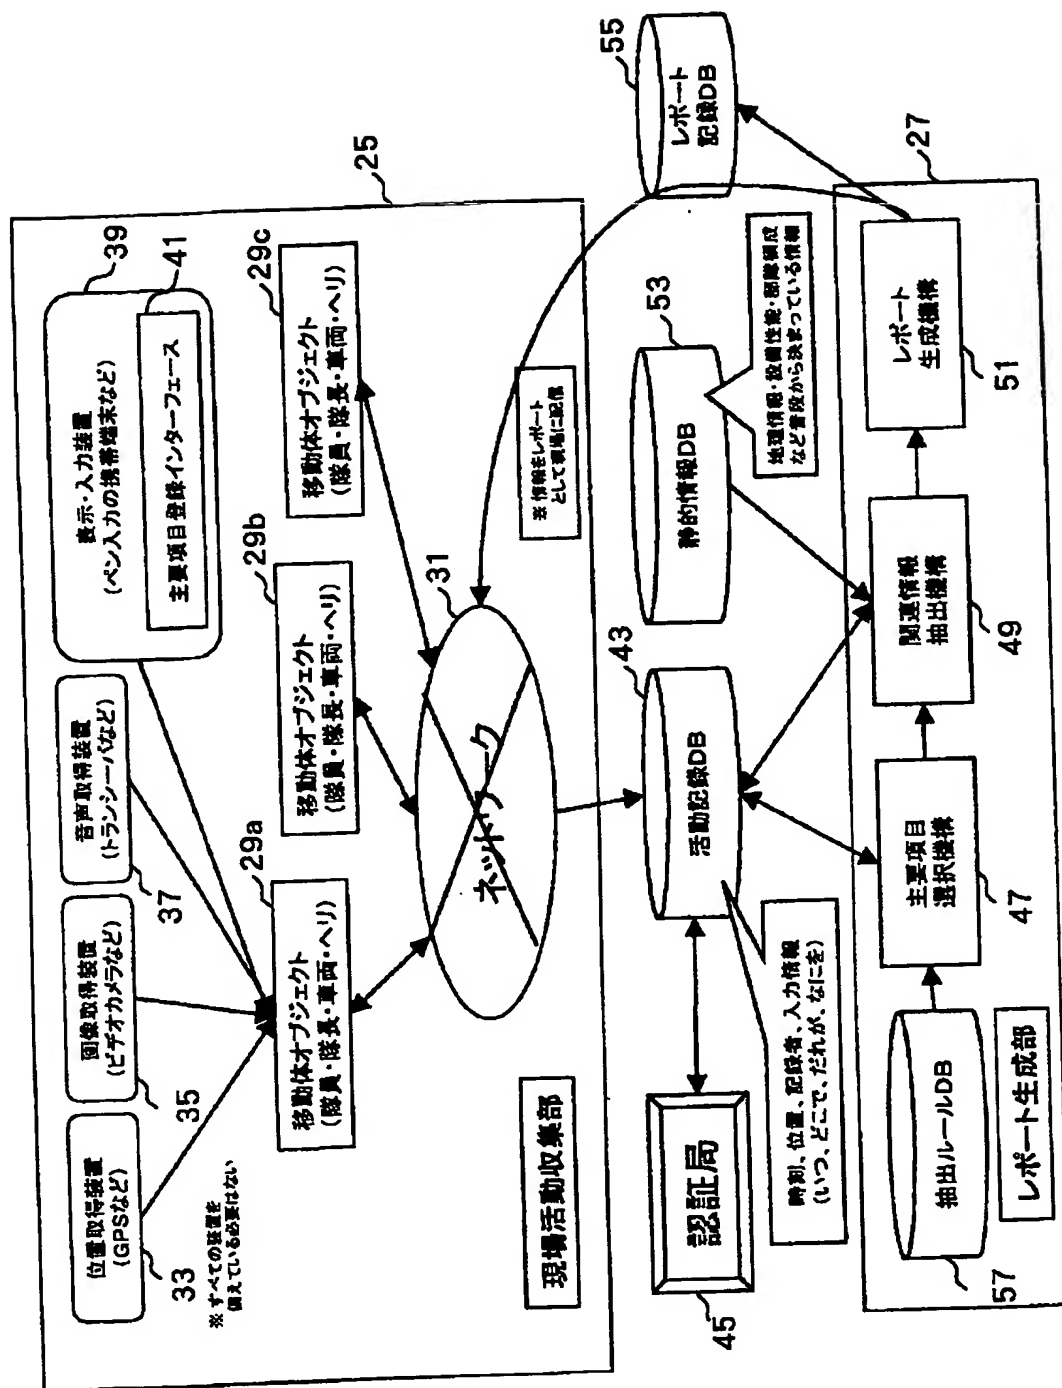 位置取得装置
(GPSなど)
33
※すべての装置を
備えている必要はない
画像取得装置
(ビデオカメラなど)
35
音声取得装置
(トランシーバなど)
37
表示・入力装置
(ペン入力の携帯端末など)
39
主要項目登録インターフェース
41
25
移動体オブジェクト
(隊員・隊長・車両・ヘリ)
29a
移動体オブジェクト
(隊員・隊長・車両・ヘリ)
29b
移動体オブジェクト
(隊員・隊長・車両・ヘリ)
29c
ネットワーク
31
現場活動収集部
※情報をレポート
として現場に配信
認証局
45
活動記録DB
43
時刻、位置、記録者、入力情報
(いつ、どこで、だれが、なにを)
静的情報DB
53
地理情報・設備性能・部隊構成
など普段から決まっている情報
レポート
記録DB
55
27
抽出ルールDB
57
レポート生成部
主要項目
選択機構
47
関連情報
抽出機構
49
レポート
生成機構
51